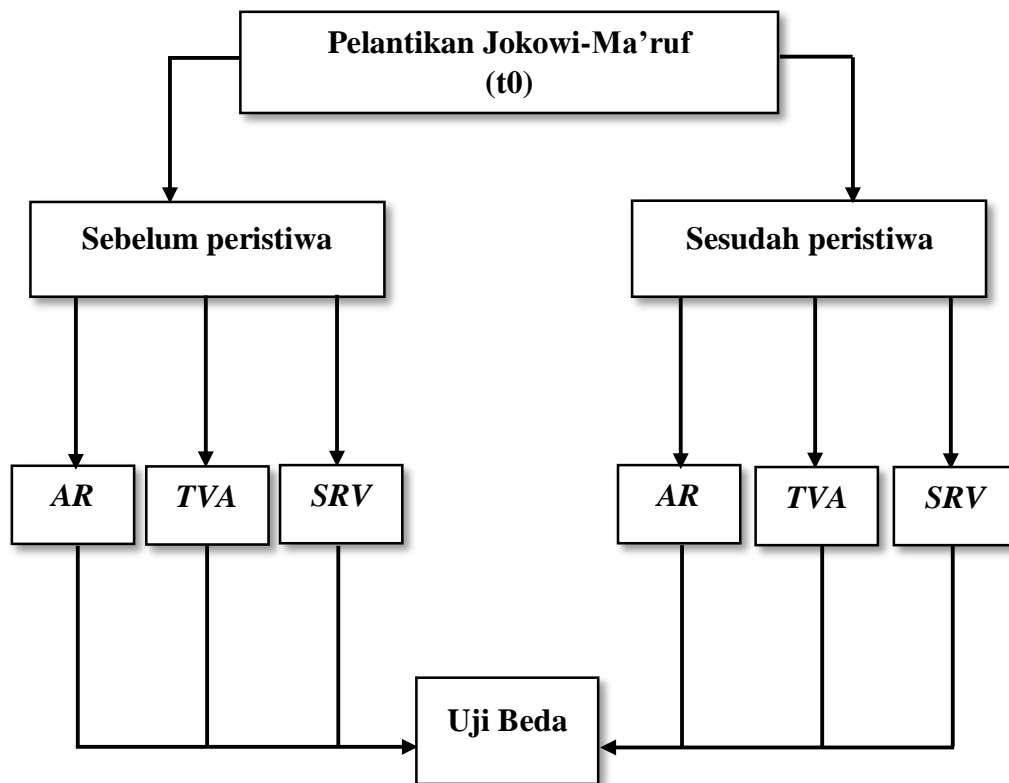 Pelantikan Jokowi-Ma’ruf
(t0)
Sebelum peristiwa
Sesudah peristiwa
AR
TVA
SRV
AR
TVA
SRV
Uji Beda